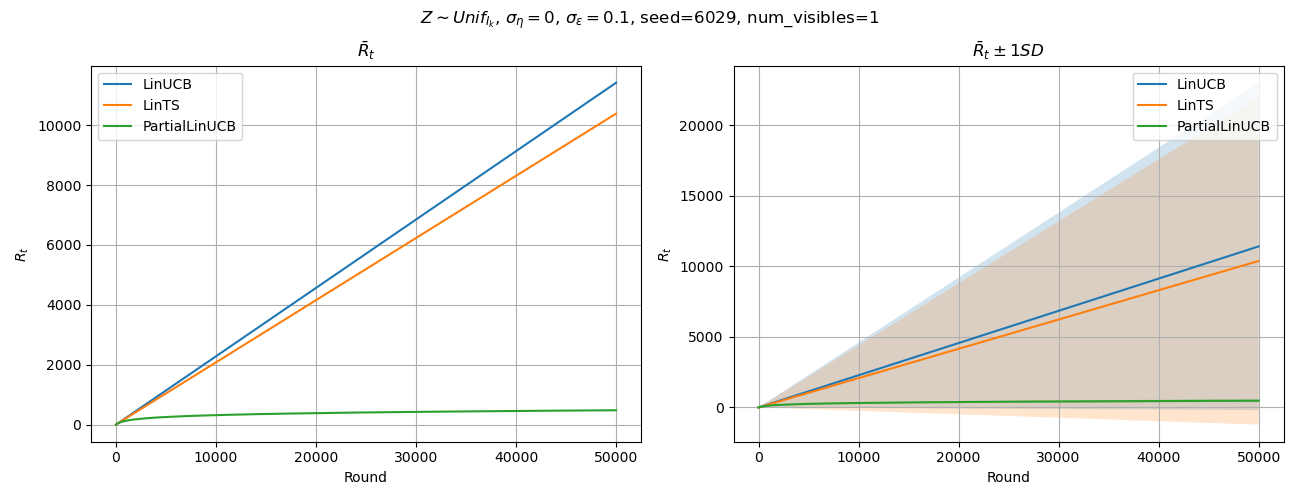 Z ∼ Unif_{I_k}, σ_η = 0, σ_ε = 0.1, seed=6029, num_visibles=1
R̄_t
LinUCB
LinTS
PartialLinUCB
R_t
10000
8000
6000
4000
2000
0
0 10000 20000 30000 40000 50000
Round
R̄_t ± 1SD
LinUCB
LinTS
PartialLinUCB
R_t
20000
15000
10000
5000
0
0 10000 20000 30000 40000 50000
Round